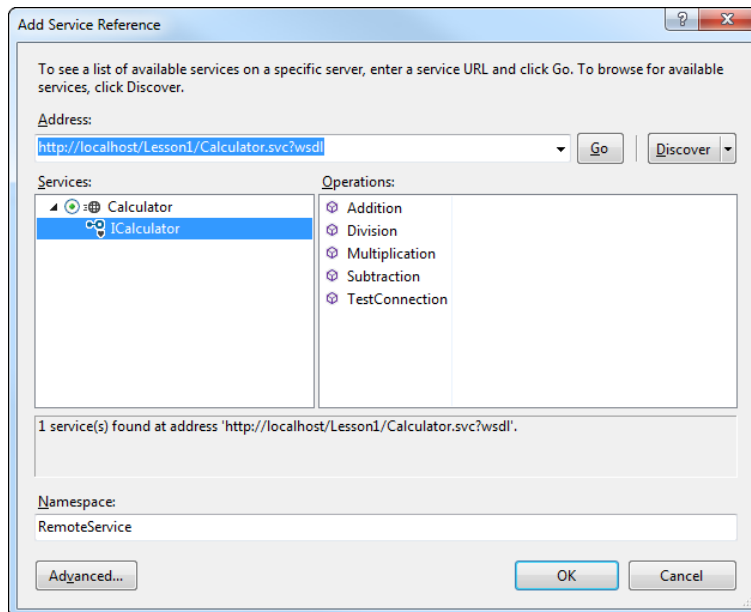 Add Service Reference
To see a list of available services on a specific server, enter a service URL and click Go. To browse for available
services, click Discover.
Address:
http://localhost/Lesson1/Calculator.svc?wsdl
Go
Discover
Services:
Operations:
Calculator
ICalculator
Addition
Division
Multiplication
Subtraction
TestConnection
1 service(s) found at address 'http://localhost/Lesson1/Calculator.svc?wsdl'.
Namespace:
RemoteService
Advanced...
OK
Cancel